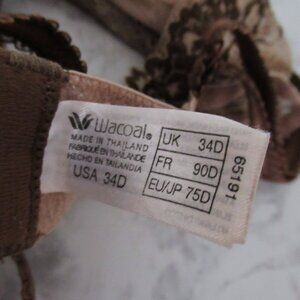 Wacoal®
MADE IN THAILAND
FABRIQUÉ EN THAÏLANDE
HECHO EN TAILANDIA
USA 34D
UK 34D
FR 90D
EU/JP 75D
65191